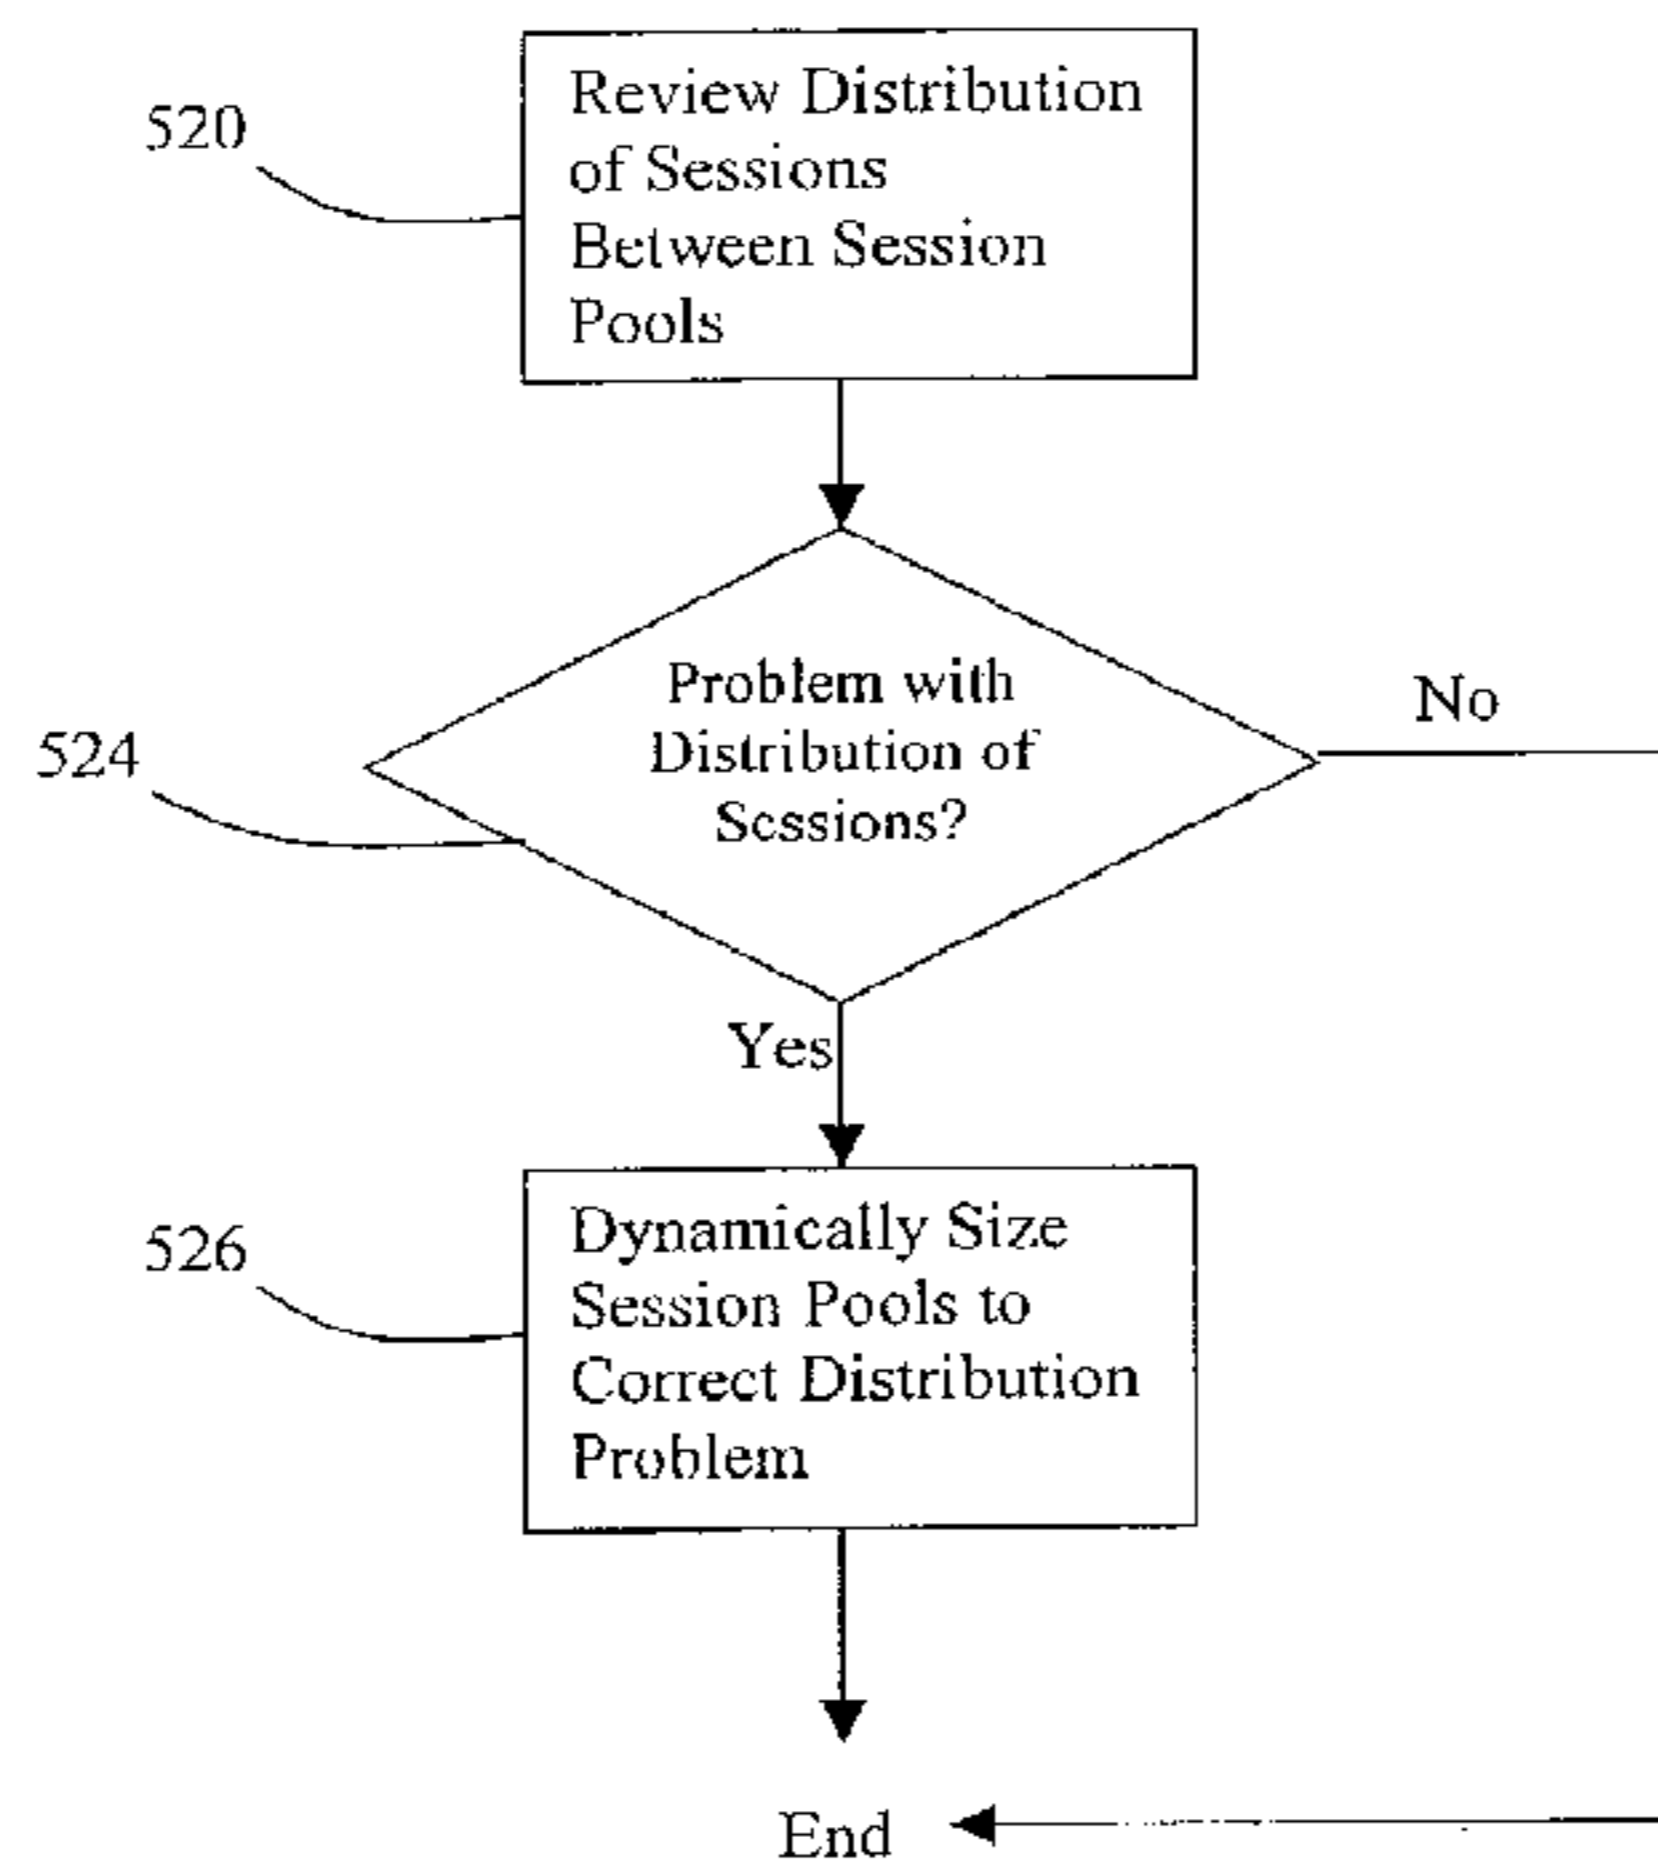 520
Review Distribution
of Sessions
Between Session
Pools
524
Problem with
Distribution of
Sessions?
No
Yes
526
Dynamically Size
Session Pools to
Correct Distribution
Problem
End